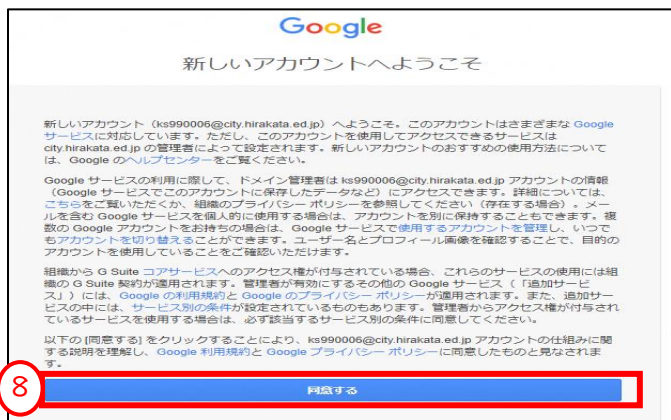 Google
新しいアカウントへようこそ
新しいアカウント（ks990006@city.hirakata.ed.jp）へようこそ。このアカウントはさまざまな Google
サービスに対応しています。ただし、このアカウントを使用してアクセスできるサービスは
city.hirakata.ed.jp の管理者によって設定されます。新しいアカウントのおすすめの使用方法について
は、Google のヘルプセンターをご覧ください。
Google サービスの利用に際して、ドメイン管理者は ks990006@city.hirakata.ed.jp アカウントの情報
（Google サービスでこのアカウントに保存したデータなど）にアクセスできます。詳細については、
こちらをご覧いただくか、組織のプライバシー ポリシーを参照してください（存在する場合）。メー
ルを含む Google サービスを個人的に使用する場合は、アカウントを別に保持することもできます。複
数の Google アカウントをお持ちの場合は、Google サービスで使用するアカウントを管理し、いつで
もアカウントを切り替えることができます。ユーザー名とプロフィール画像を確認することで、目的の
アカウントを使用していることをご確認いただけます。
組織から G Suite コアサービスへのアクセス権が付与されている場合、これらのサービスの使用には組
織の G Suite 契約が適用されます。管理者が有効にするその他の Google サービス（「追加サービ
ス」）には、Google の利用規約と Google のプライバシー ポリシーが適用されます。また、追加サー
ビスの中には、サービス別の条件が設定されているものもあります。管理者からアクセス権が付与され
ているサービスを使用する場合は、必ず該当するサービス別の条件に同意してください。
以下の [同意する] をクリックすることにより、ks990006@city.hirakata.ed.jp アカウントの仕組みに関
する説明を理解し、Google 利用規約と Google プライバシー ポリシーに同意したものと見なされま
す。
8
同意する